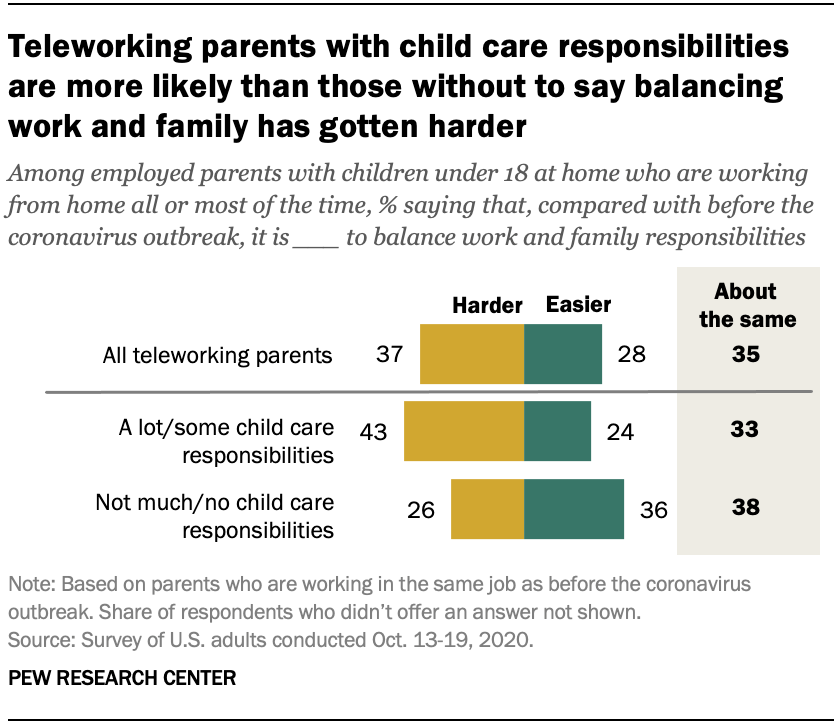 Teleworking parents with child care responsibilities
are more likely than those without to say balancing
work and family has gotten harder
Among employed parents with children under 18 at home who are working
from home all or most of the time, % saying that, compared with before the
coronavirus outbreak, it is ___ to balance work and family responsibilities
Harder Easier About
the same
All teleworking parents 37 28 35
A lot/some child care
responsibilities 43 24 33
Not much/no child care
responsibilities 26 36 38
Note: Based on parents who are working in the same job as before the coronavirus
outbreak. Share of respondents who didn’t offer an answer not shown.
Source: Survey of U.S. adults conducted Oct. 13-19, 2020.
PEW RESEARCH CENTER